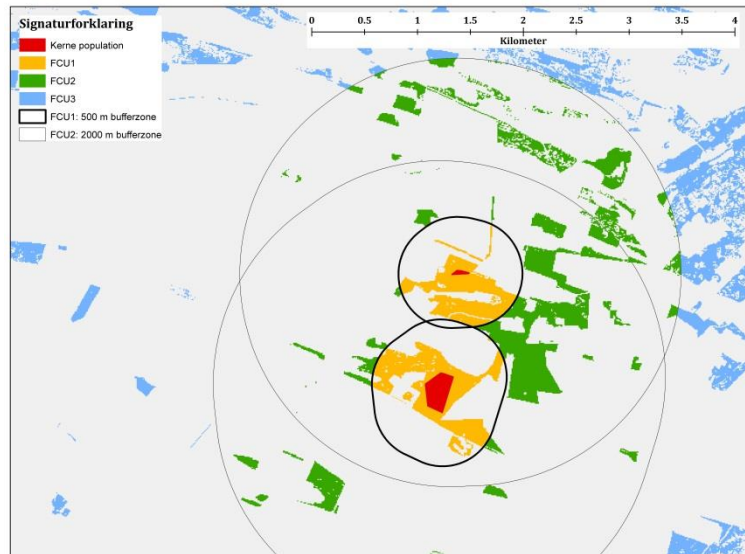 Signaturforklaring
Kerne population
FCU1
FCU2
FCU3
FCU1: 500 m bufferzone
FCU2: 2000 m bufferzone
0 0.5 1 1.5 2 2.5 3 3.5 4
Kilometer